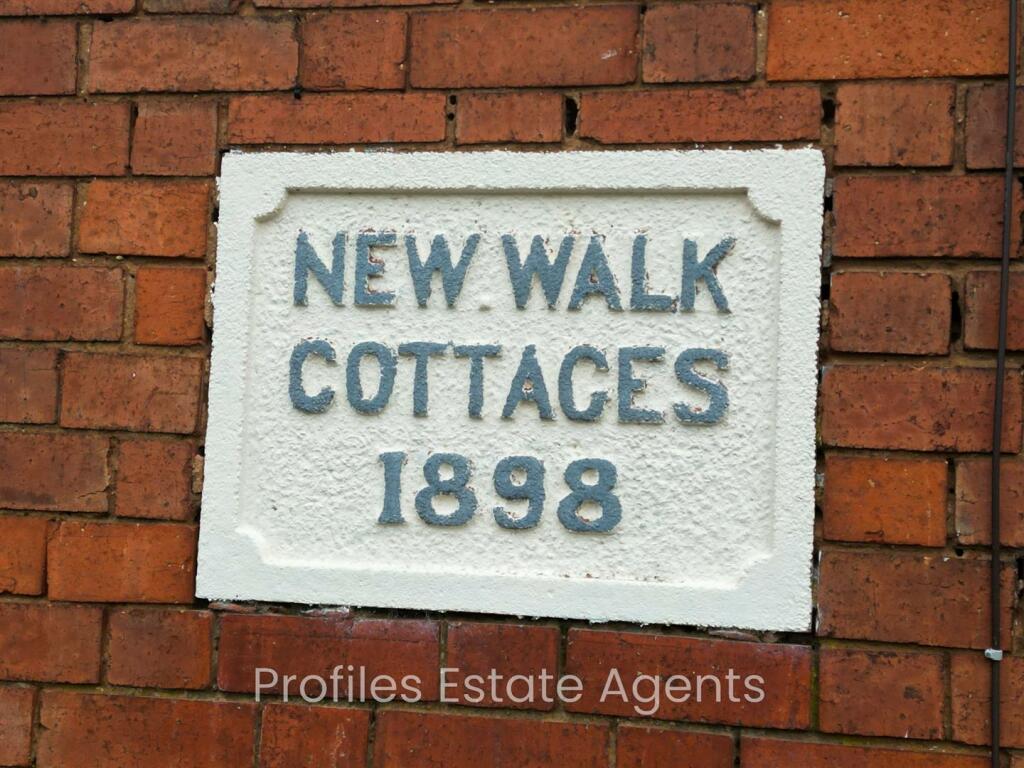 NEW WALK
COTTAGES
1898
Profiles Estate Agents